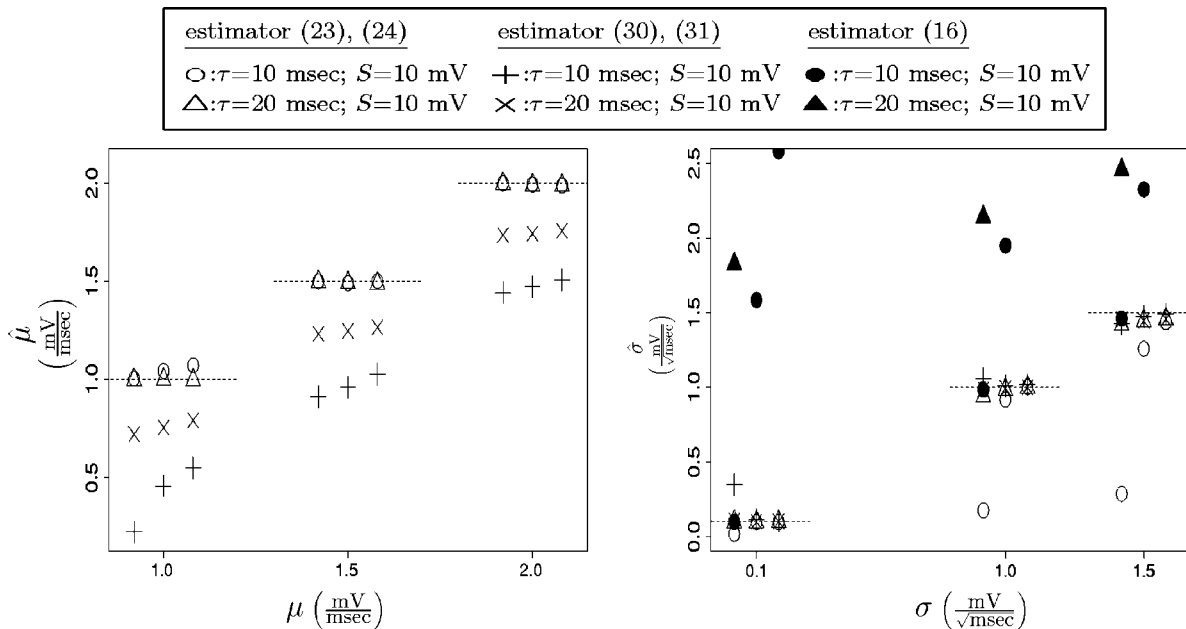 estimator (23), (24) estimator (30), (31) estimator (16)
:τ=10 msec; S=10 mV :τ=10 msec; S=10 mV :τ=10 msec; S=10 mV
:τ=20 msec; S=10 mV :τ=20 msec; S=10 mV :τ=20 msec; S=10 mV
μ̂ (mV/msec)
2.0
1.5
1.0
0.5
1.0 1.5 2.0
μ (mV/msec)
σ̂ (mV/√msec)
2.5
2.0
1.5
1.0
0.5
0.0
0.1 1.0 1.5
σ (mV/√msec)